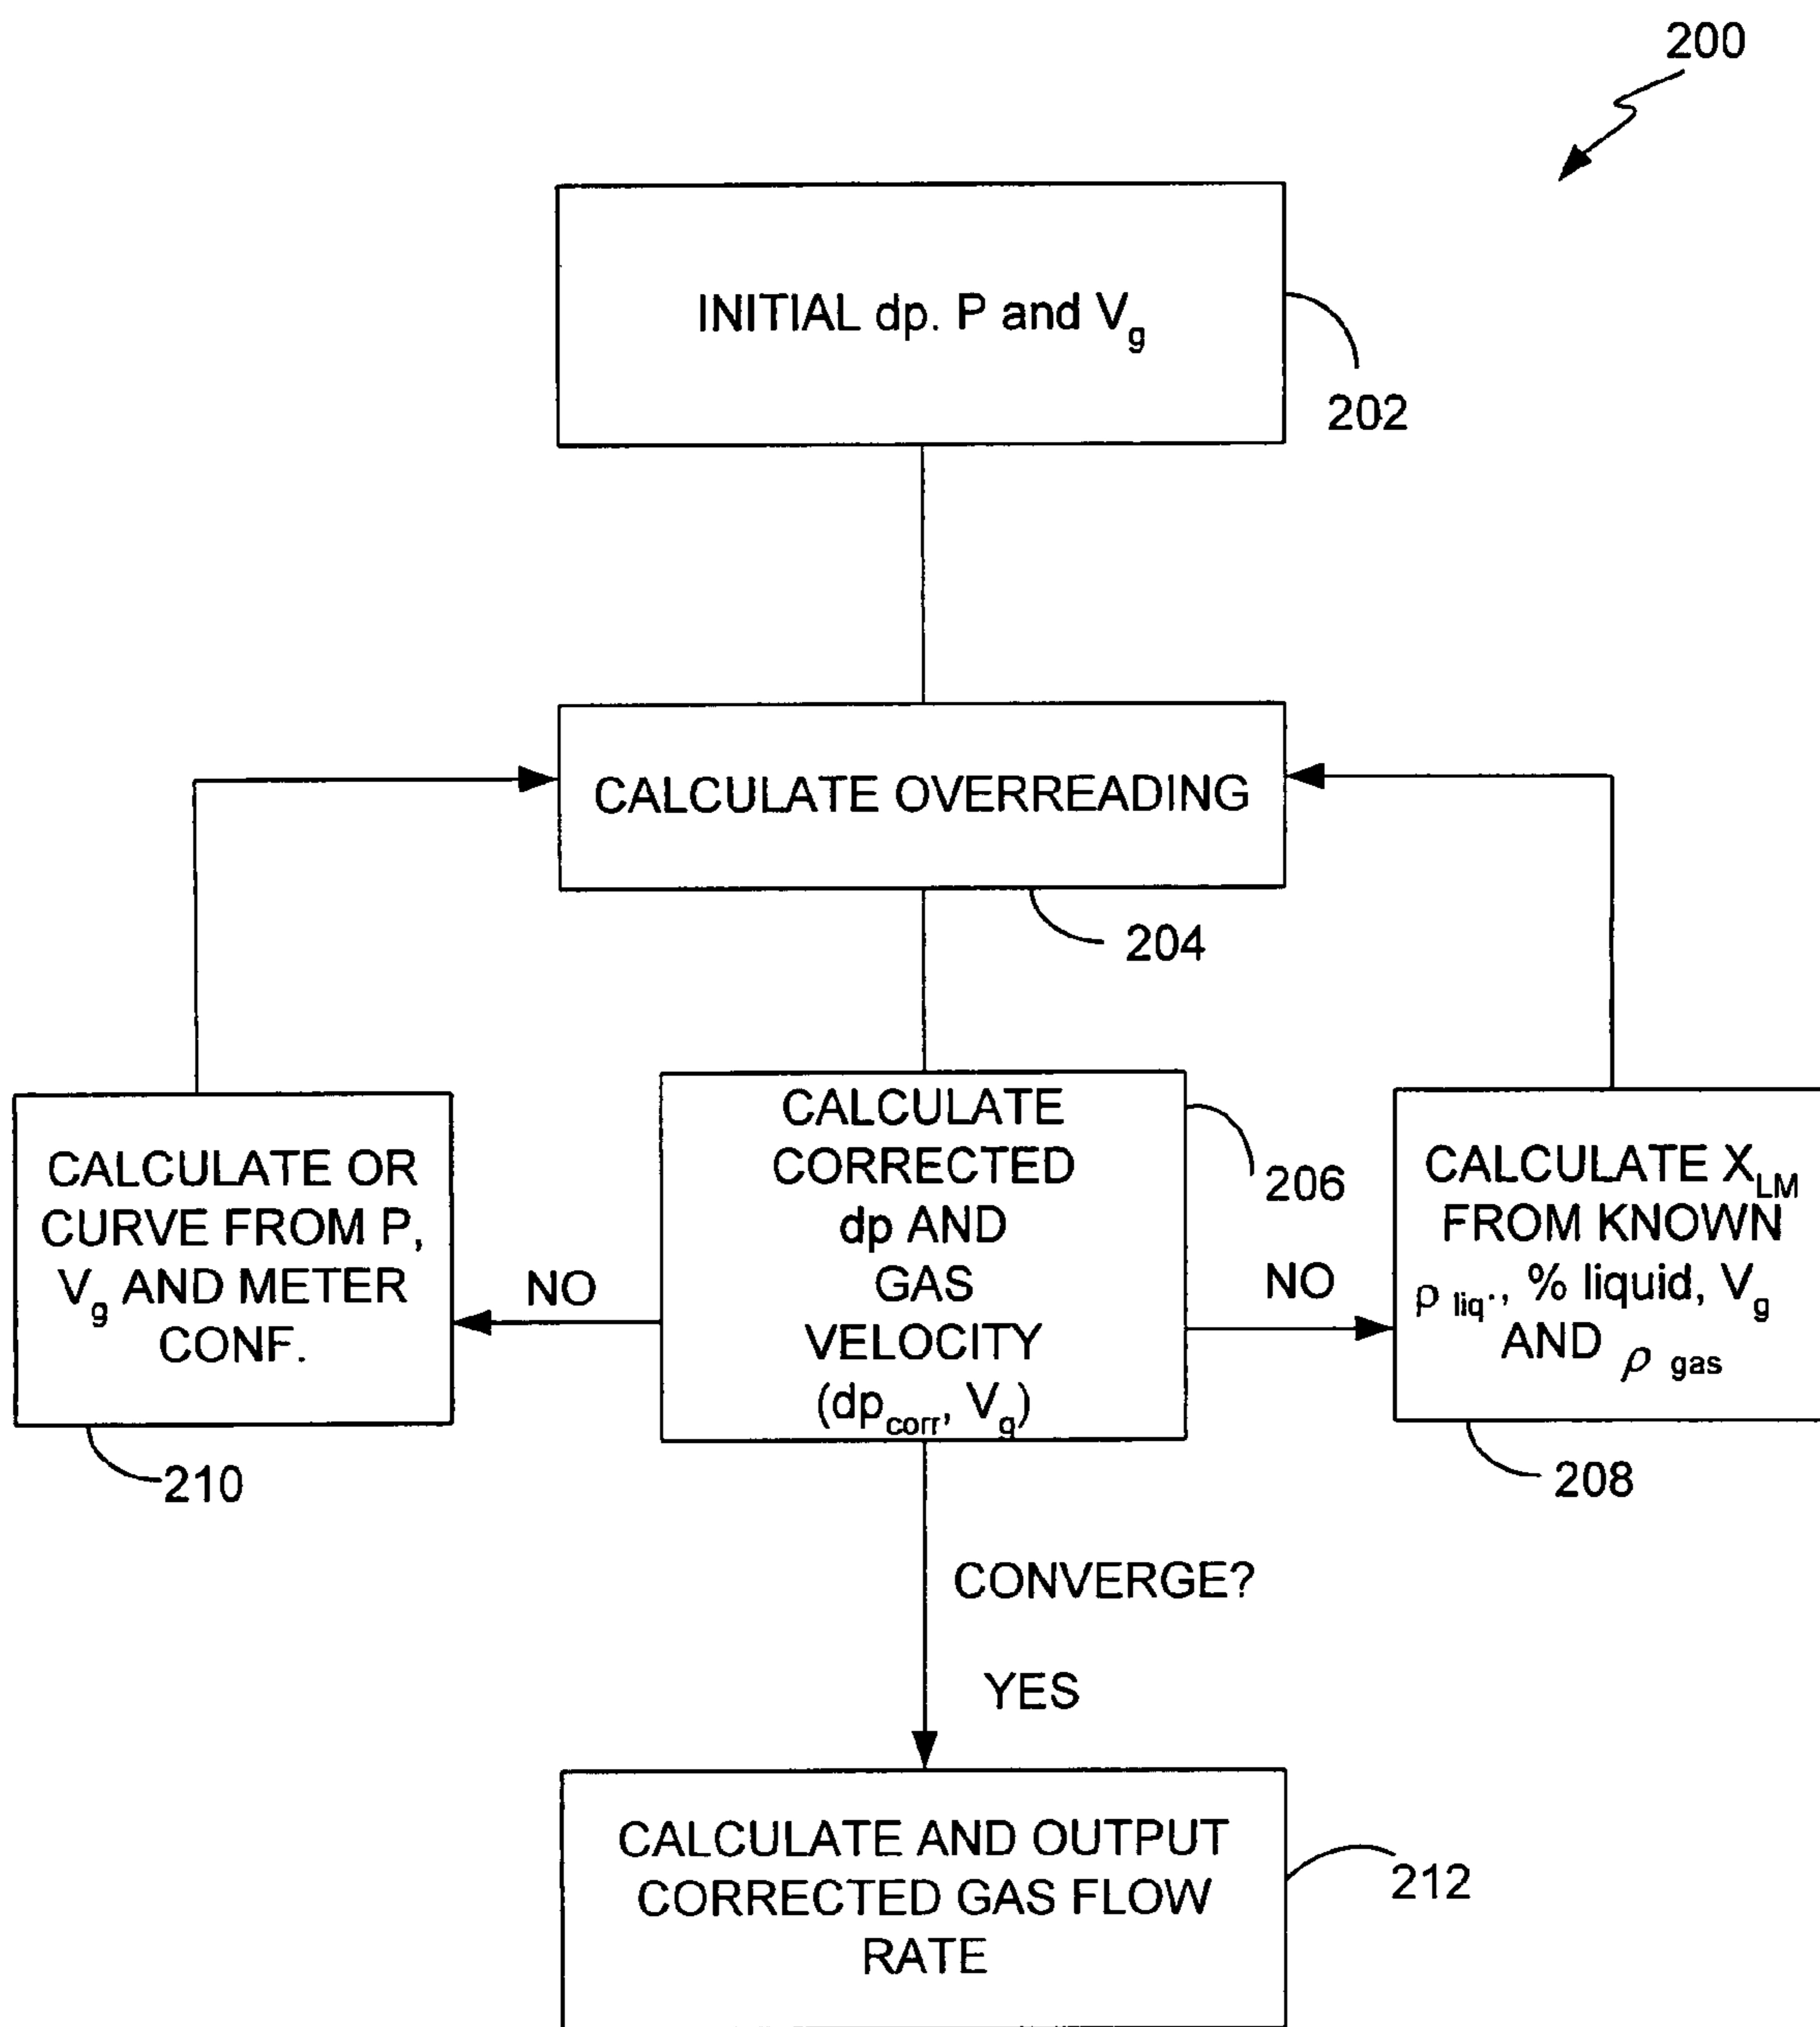 200
INITIAL dp. P and Vg
202
CALCULATE OVERREADING
204
CALCULATE
CORRECTED
dp AND
GAS
VELOCITY
(dpcorr, Vg)
206
CALCULATE OR
CURVE FROM P,
Vg AND METER
CONF.
210
NO
NO
CALCULATE XLM
FROM KNOWN
ρ liq., % liquid, Vg
AND ρ gas
208
CONVERGE?
YES
CALCULATE AND OUTPUT
CORRECTED GAS FLOW
RATE
212